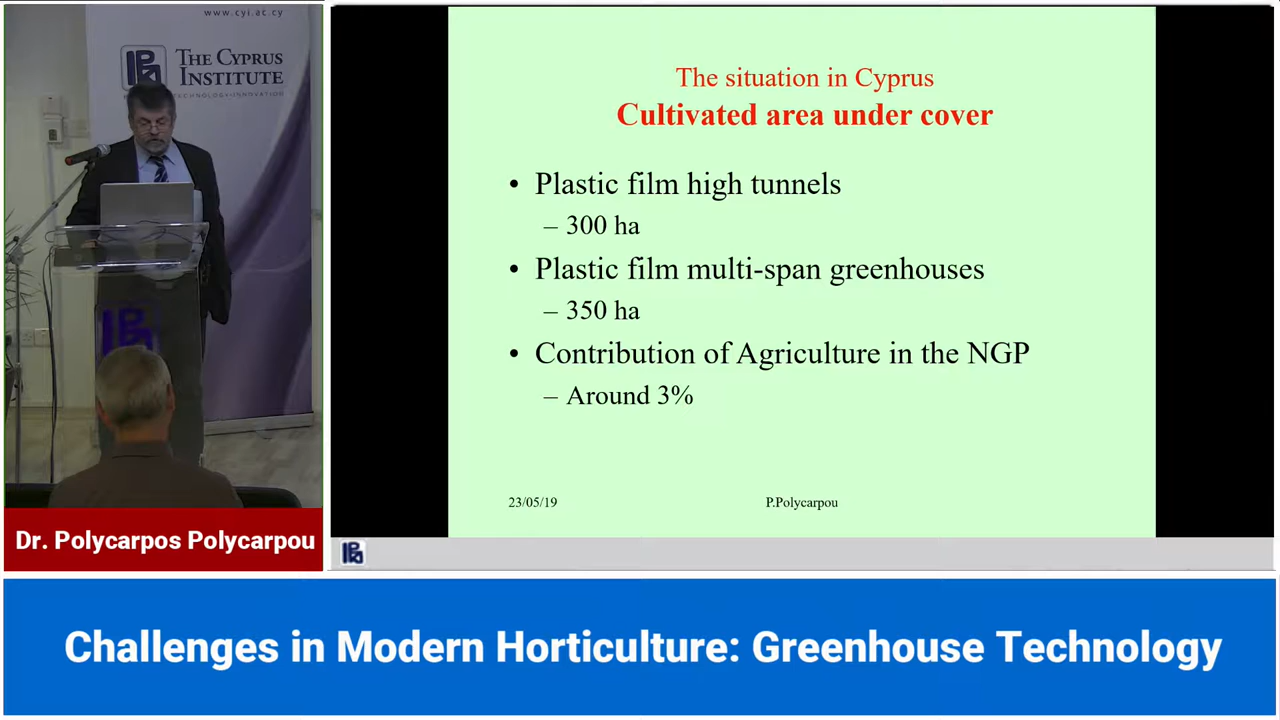 www.cyi.ac.cy
THE CYPRUS
INSTITUTE
TECHNOLOGY•INNOVATION
The situation in Cyprus
Cultivated area under cover
• Plastic film high tunnels
– 300 ha
• Plastic film multi-span greenhouses
– 350 ha
• Contribution of Agriculture in the NGP
– Around 3%
23/05/19
P.Polycarpou
Dr. Polycarpos Polycarpou
Challenges in Modern Horticulture: Greenhouse Technology